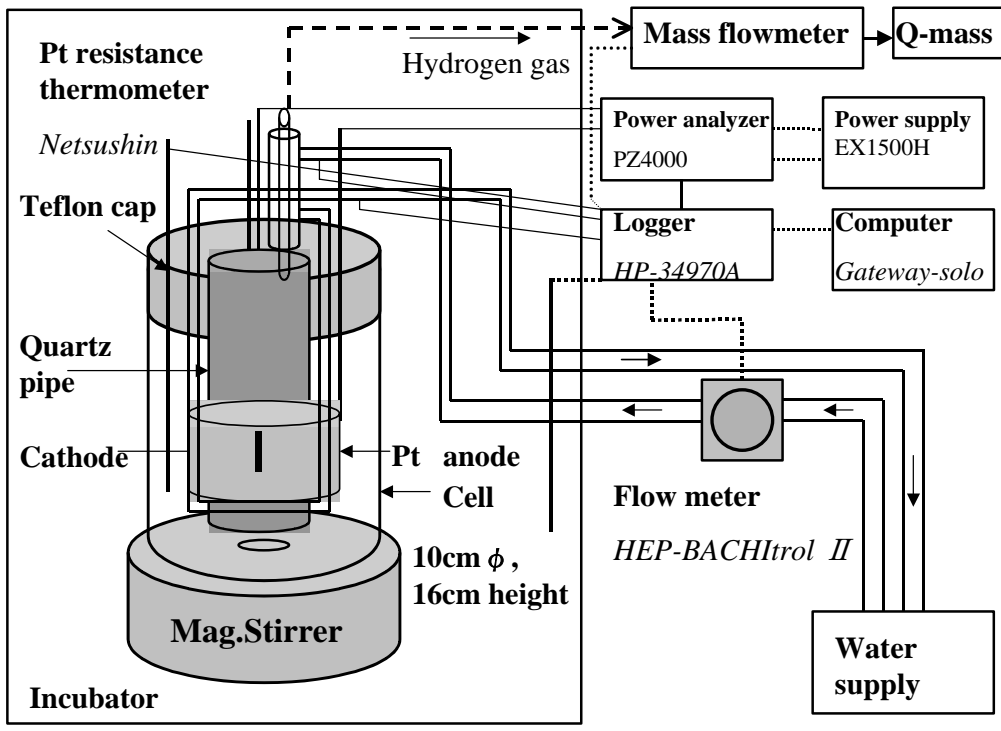 Pt resistance
thermometer
Netsushin
Teflon cap
Quartz
pipe
Cathode
Pt anode
Cell
10cm φ,
16cm height
Mag.Stirrer
Incubator
Hydrogen gas
Mass flowmeter
Q-mass
Power analyzer
PZ4000
Power supply
EX1500H
Logger
HP-34970A
Computer
Gateway-solo
Flow meter
HEP-BACHItrol Ⅱ
Water
supply